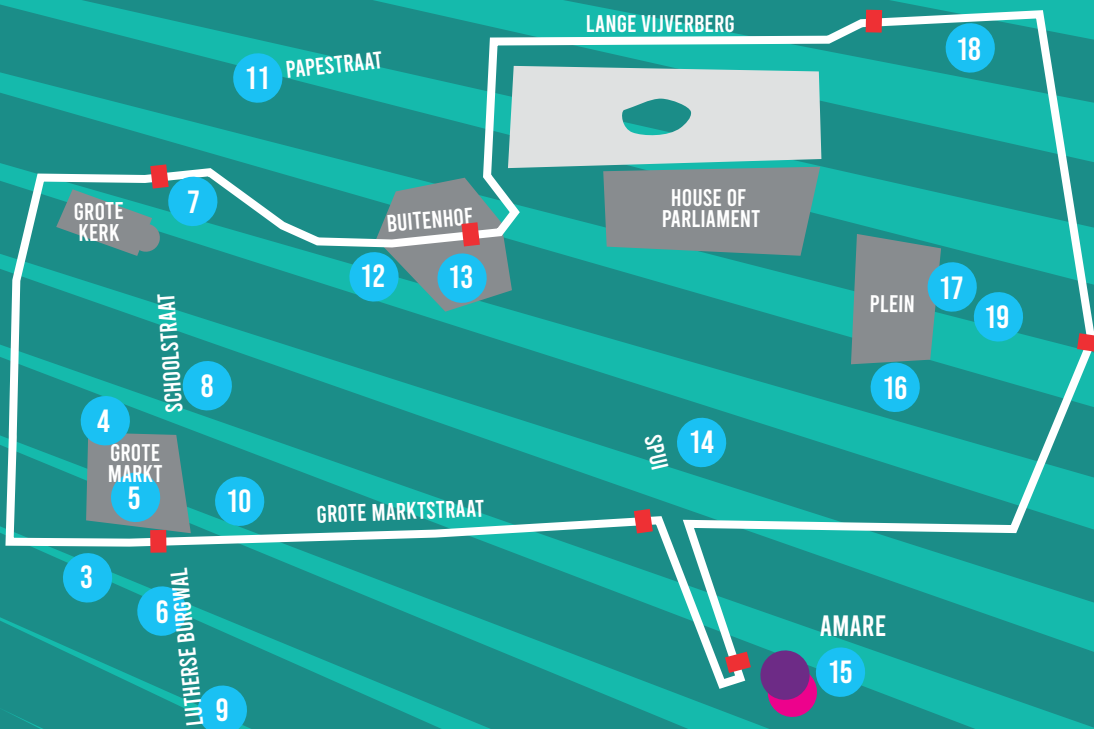 LANGE VIJVERBERG
18
11
PAPESTRAAT
7
GROTE
KERK
BUITENHOF
HOUSE OF
PARLIAMENT
12
13
17
PLEIN
19
SCHOOLSTRAAT
8
16
4
GROTE
MARKT
5
10
SPUI
14
GROTE MARKTSTRAAT
3
6
LUTHERSE BURGWAL
9
AMARE
15